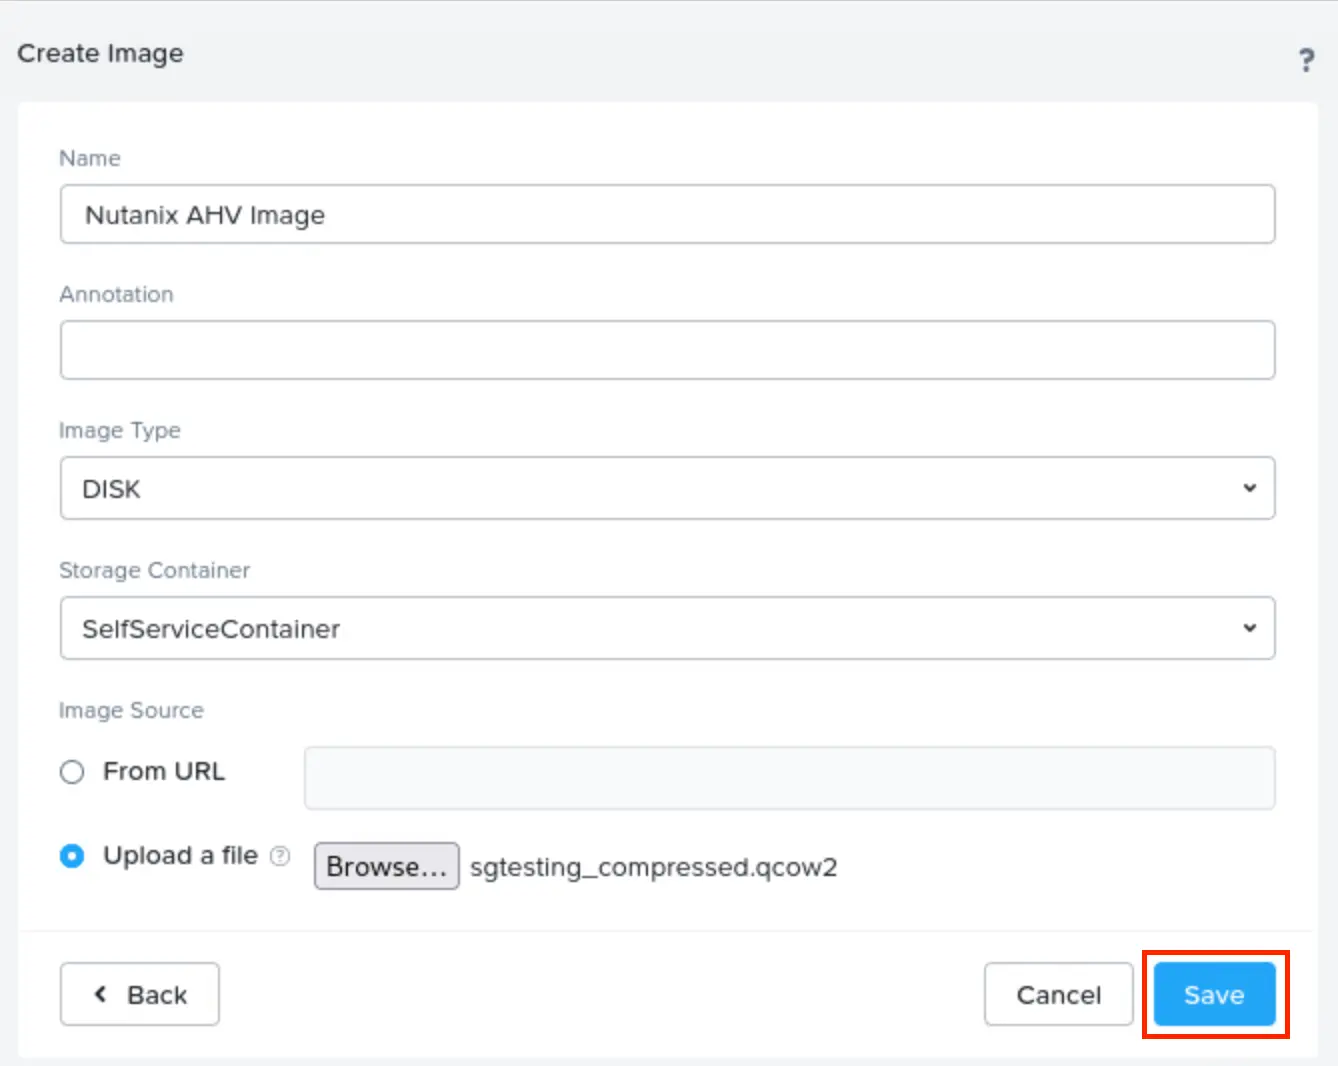 Create Image
?
Name
Nutanix AHV Image
Annotation
Image Type
DISK
Storage Container
SelfServiceContainer
Image Source
From URL
Upload a file ? Browse... sgtesting_compressed.qcow2
Back Cancel Save